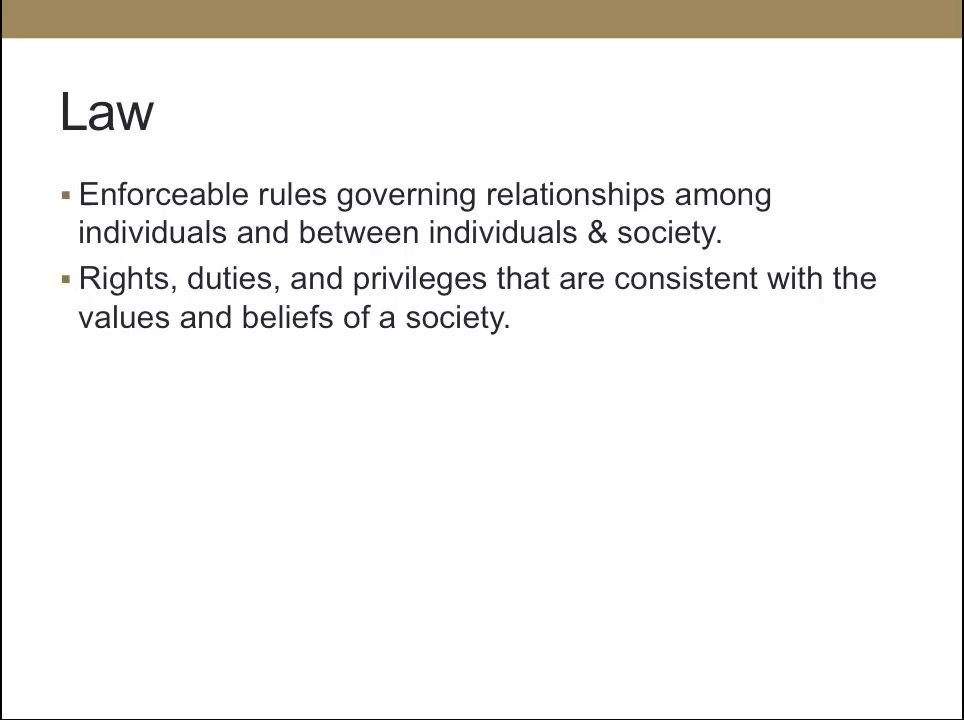 Law
▪ Enforceable rules governing relationships among
individuals and between individuals & society.
▪ Rights, duties, and privileges that are consistent with the
values and beliefs of a society.